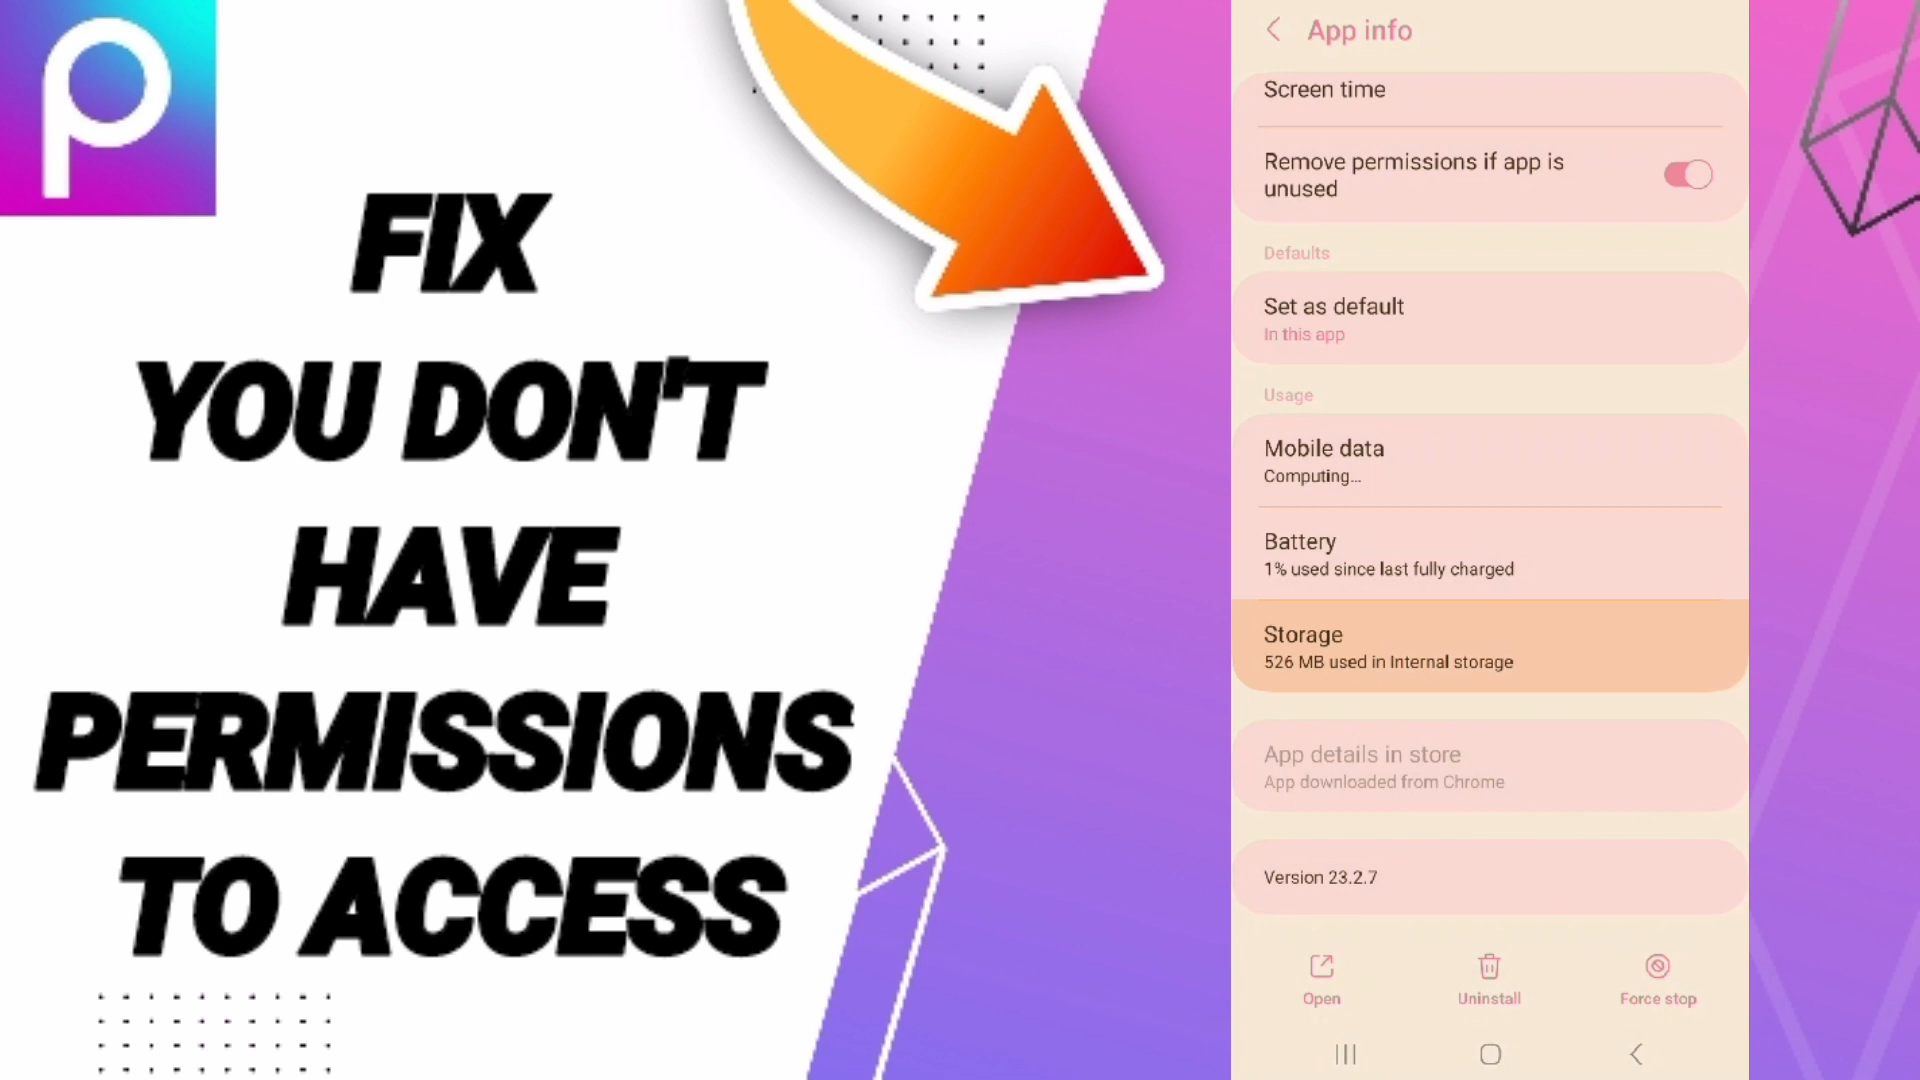 FIX
YOU DON'T
HAVE
PERMISSIONS
TO ACCESS
App info
Screen time
Remove permissions if app is
unused
Defaults
Set as default
In this app
Usage
Mobile data
Computing...
Battery
1% used since last fully charged
Storage
526 MB used in Internal storage
App details in store
App downloaded from Chrome
Version 23.2.7
Open
Uninstall
Force stop